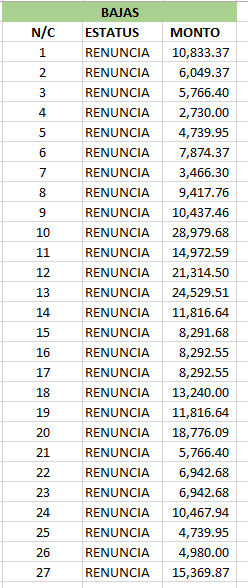 BAJAS
N/C ESTATUS MONTO
1 RENUNCIA 10,833.37
2 RENUNCIA 6,049.37
3 RENUNCIA 5,766.40
4 RENUNCIA 2,730.00
5 RENUNCIA 4,739.95
6 RENUNCIA 7,874.37
7 RENUNCIA 3,466.30
8 RENUNCIA 9,417.76
9 RENUNCIA 10,437.46
10 RENUNCIA 28,979.68
11 RENUNCIA 14,972.59
12 RENUNCIA 21,314.50
13 RENUNCIA 24,529.51
14 RENUNCIA 11,816.64
15 RENUNCIA 8,291.68
16 RENUNCIA 8,292.55
17 RENUNCIA 8,292.55
18 RENUNCIA 13,240.00
19 RENUNCIA 11,816.64
20 RENUNCIA 18,776.09
21 RENUNCIA 5,766.40
22 RENUNCIA 6,942.68
23 RENUNCIA 6,942.68
24 RENUNCIA 10,467.94
25 RENUNCIA 4,739.95
26 RENUNCIA 4,980.00
27 RENUNCIA 15,369.87